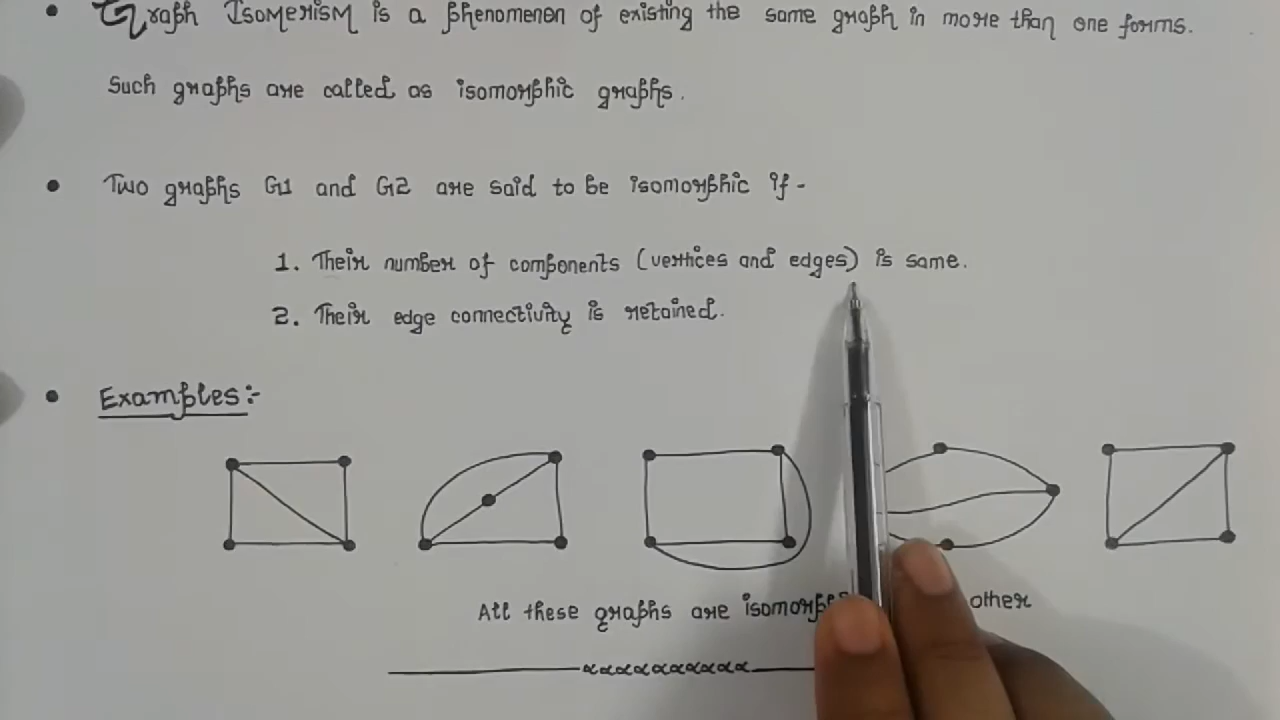 • Graph Isomerism is a phenomenon of existing the same graph in more than one forms.
Such graphs are called as isomorphic graphs.
• Two graphs G1 and G2 are said to be isomorphic if -
1. Their number of components (vertices and edges) is same.
2. Their edge connectivity is retained.
• Examples:-
All these graphs are other